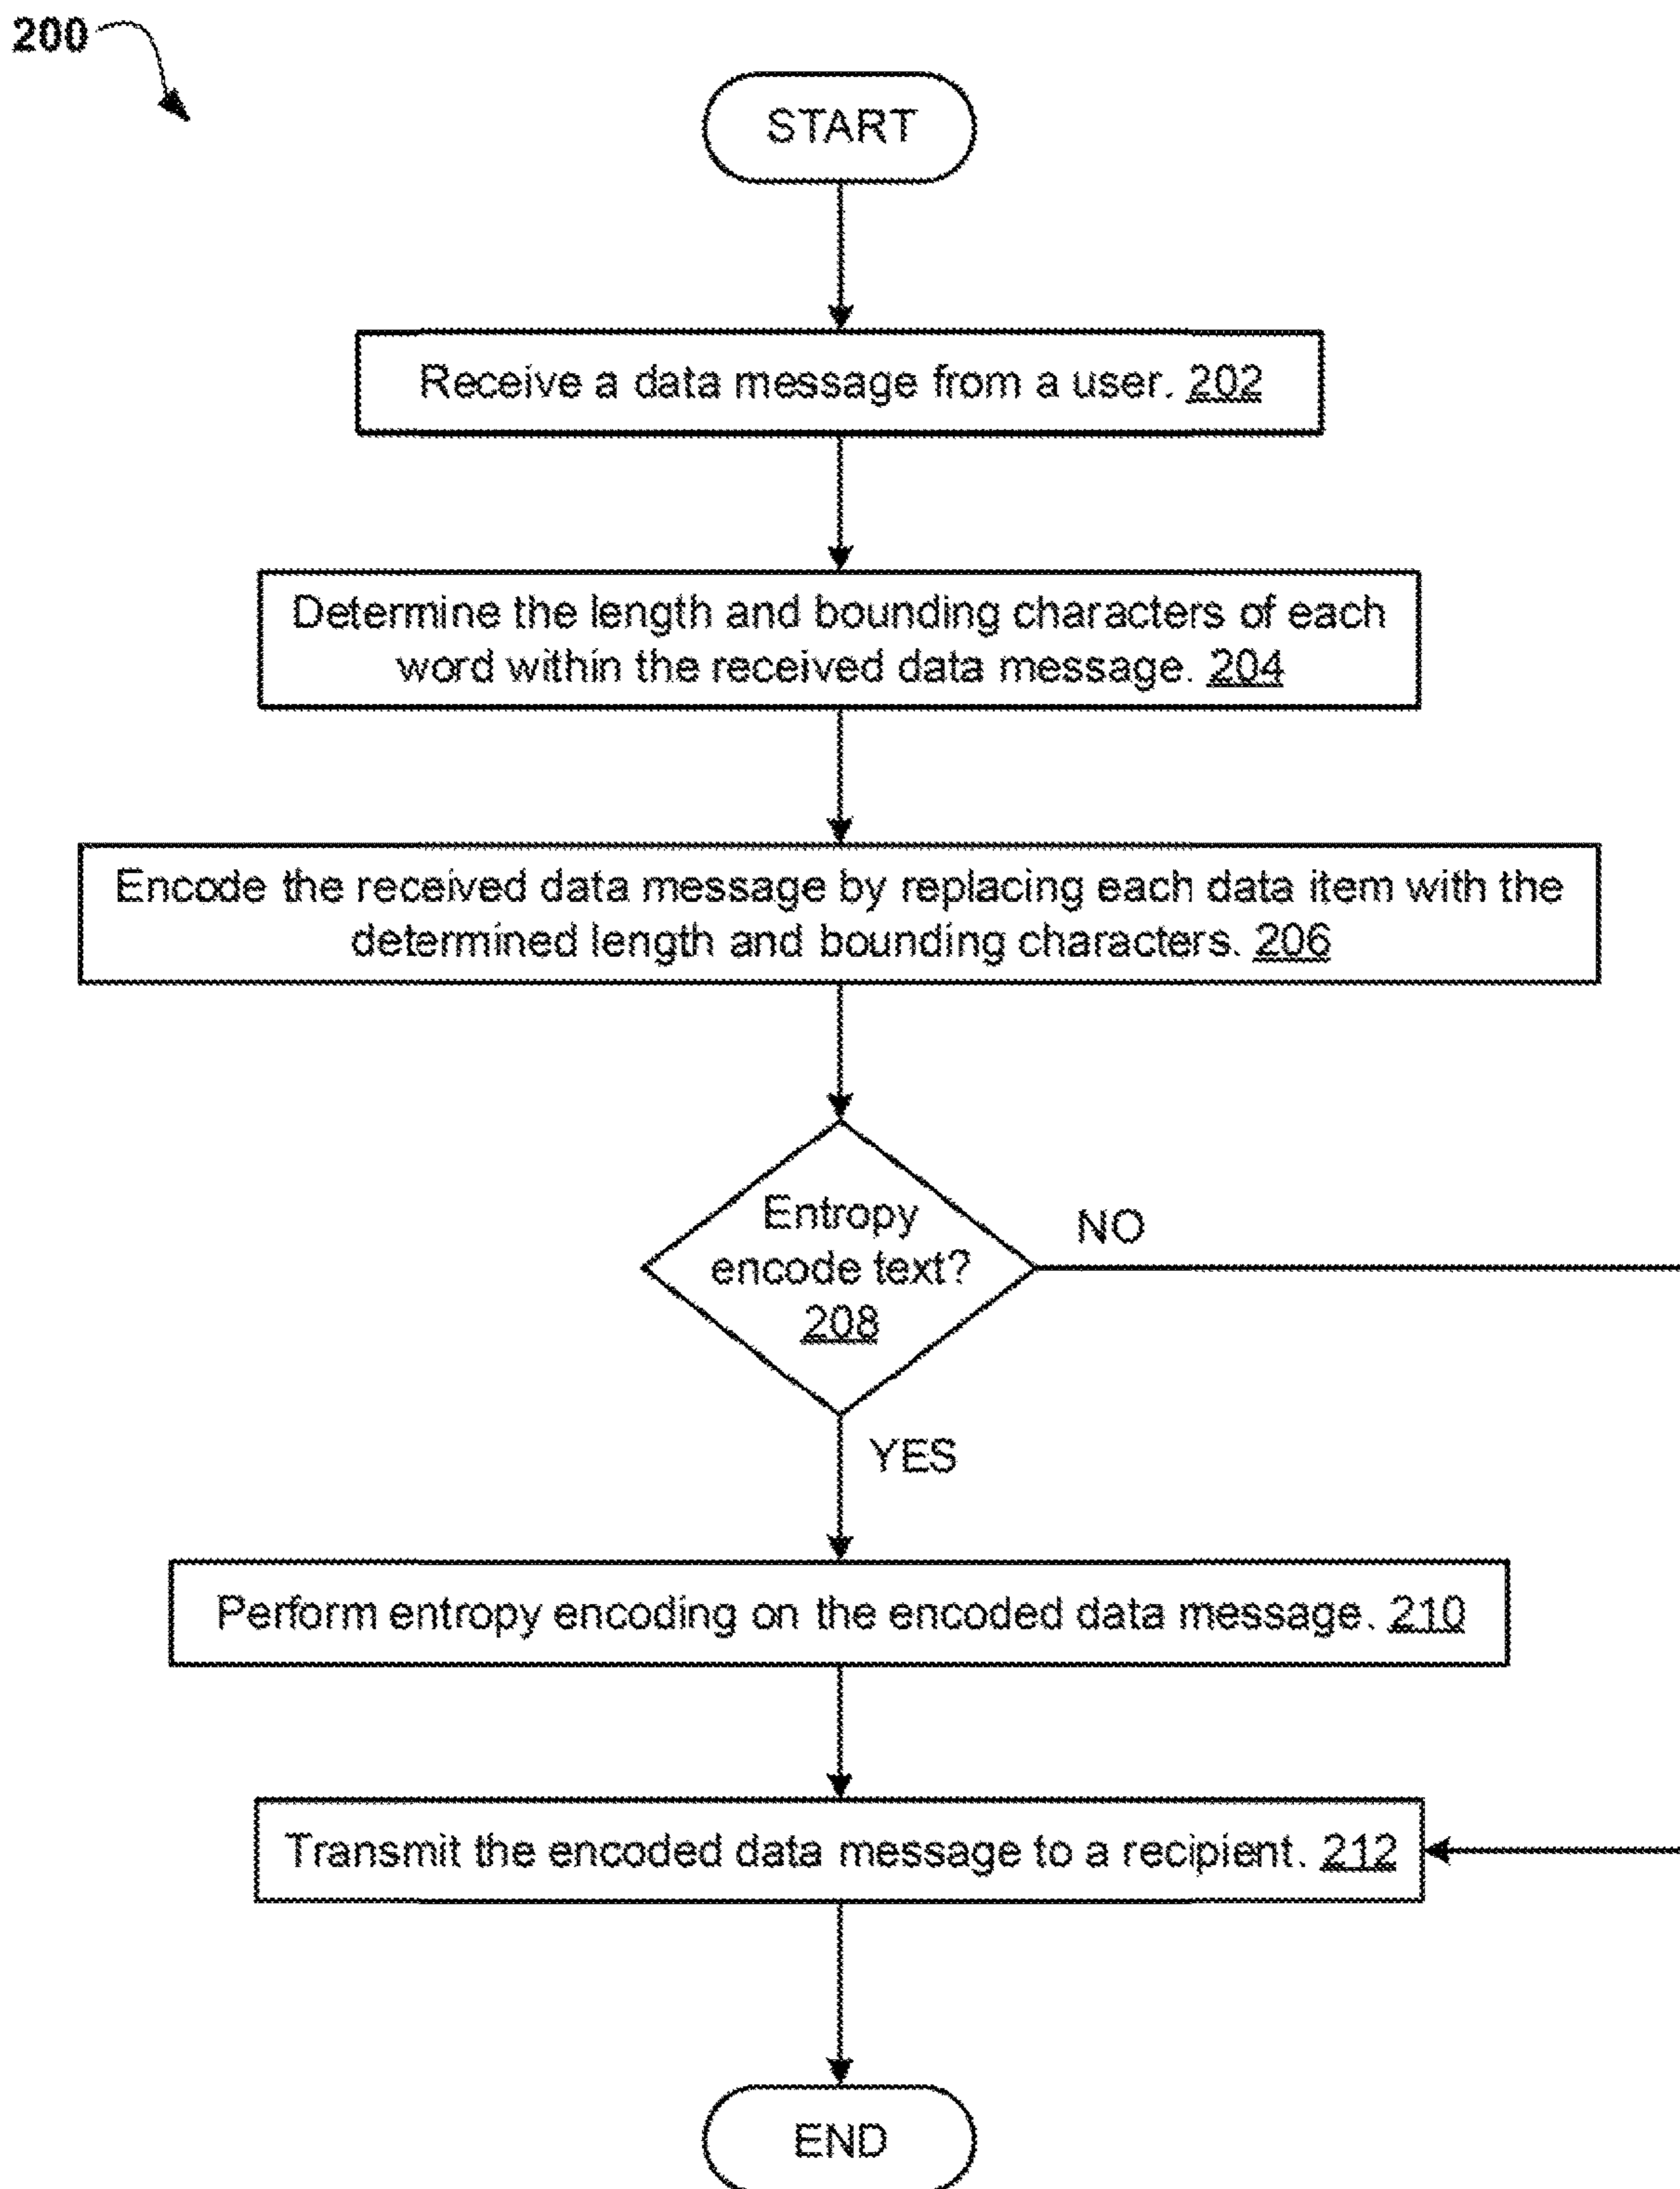 200
START
Receive a data message from a user. 202
Determine the length and bounding characters of each
word within the received data message. 204
Encode the received data message by replacing each data item with the
determined length and bounding characters. 206
Entropy
encode text?
208
NO
YES
Perform entropy encoding on the encoded data message. 210
Transmit the encoded data message to a recipient. 212
END